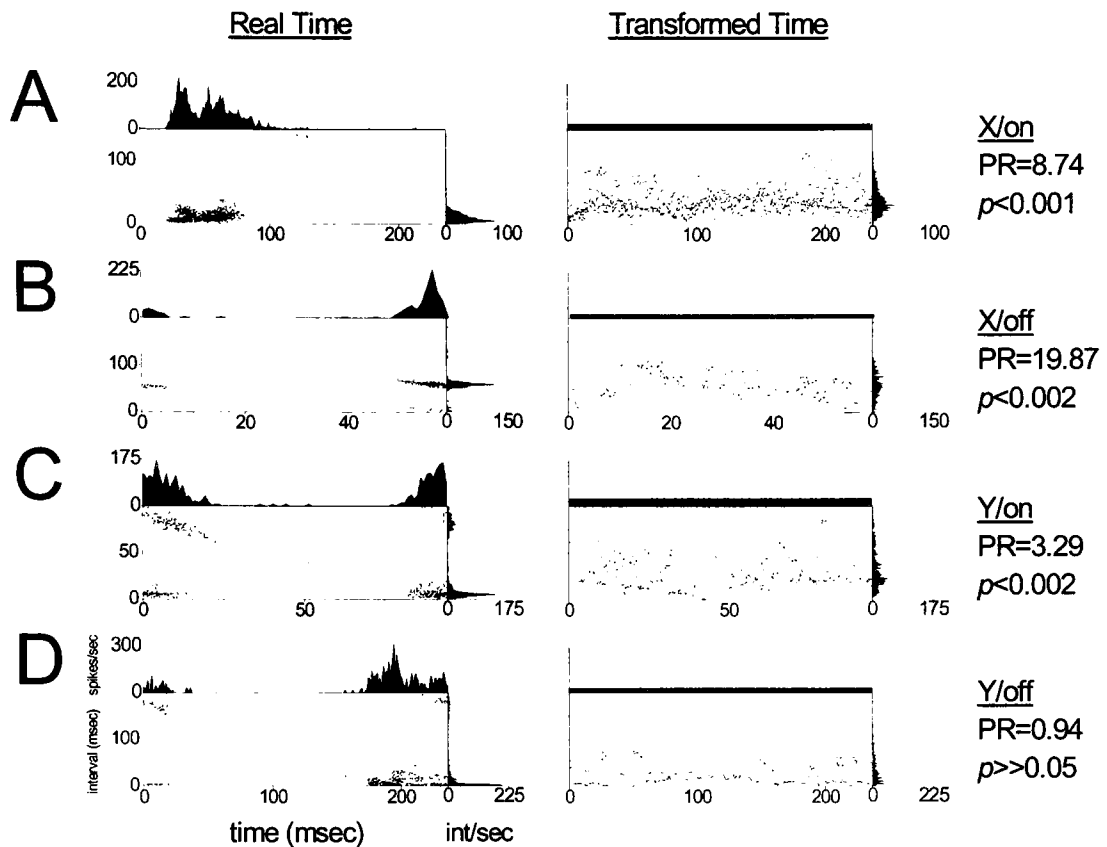 Real Time
Transformed Time
A
200
0
100
0
0
100
200
0
100
0
100
200
0
100
X/on
PR=8.74
p<0.001
B
225
0
100
0
0
20
40
0
150
0
20
40
0
150
X/off
PR=19.87
p<0.002
C
175
0
50
0
0
50
0
175
0
50
0
175
Y/on
PR=3.29
p<0.002
D
spikes/sec
300
0
interval (msec)
100
0
0
100
200
0
225
0
100
200
0
225
Y/off
PR=0.94
p>>0.05
time (msec)
int/sec